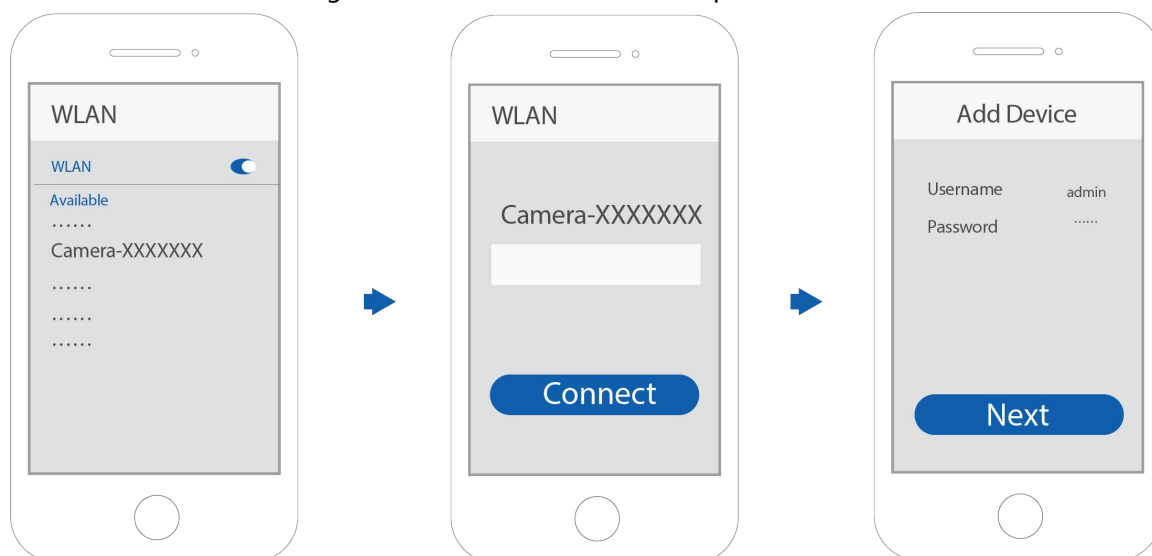 WLAN
WLAN
Available
......
Camera-XXXXXXX
......
......
......
WLAN
Camera-XXXXXXX
Connect
Add Device
Username admin
Password ......
Next